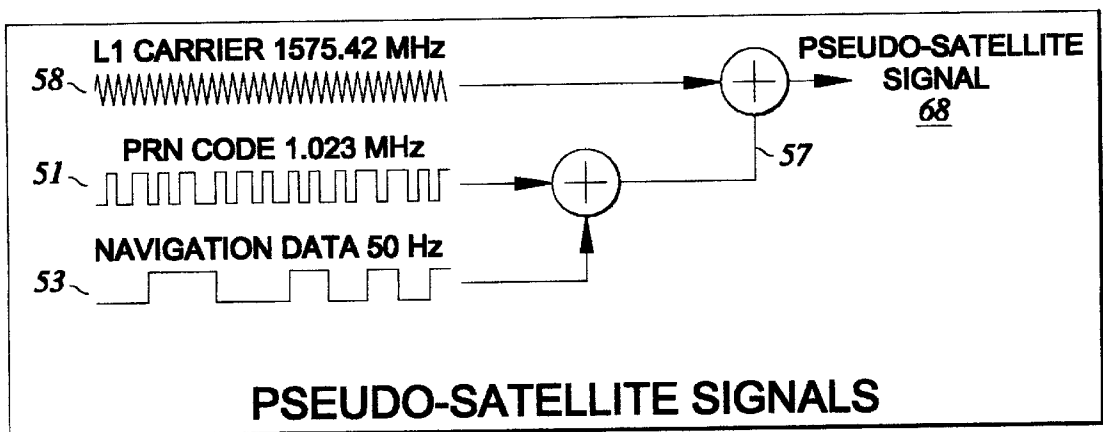 L1 CARRIER 1575.42 MHz
58
PSEUDO-SATELLITE
SIGNAL
68
PRN CODE 1.023 MHz
51
57
NAVIGATION DATA 50 Hz
53
PSEUDO-SATELLITE SIGNALS